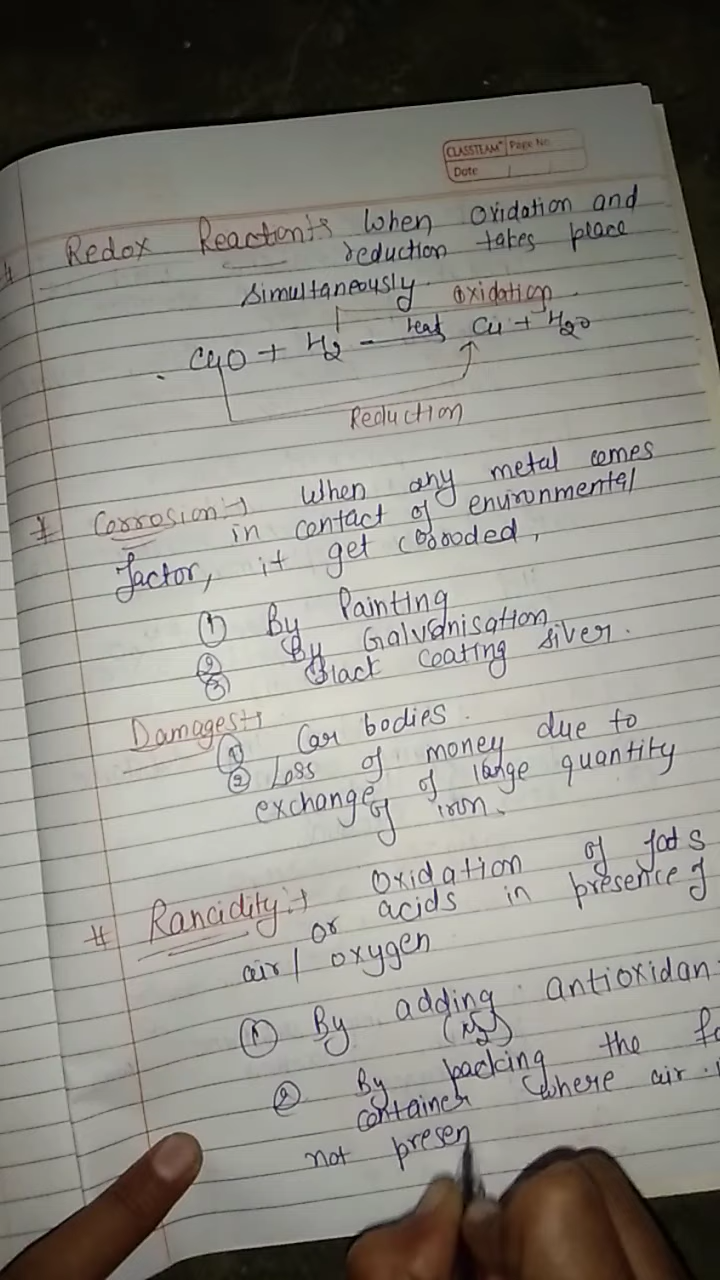 CLASSTEAM Page No.
Date
# Redox Reactions When oxidation and
reduction takes place
simultaneously.
Oxidation
CuO + H2 heat Cu + H2O
Reduction
# Corrosion:- When any metal comes
in contact of environmental
factor, it get corroded,
① By Painting
② By Galvanisation
③ Black coating silver.
Damages:-
① Car bodies.
② Loss of money due to
exchange of large quantity
of iron.
# Rancidity:- Oxidation of fats
or acids in presence of
air / oxygen
① By adding antioxidan
(N2)
② By packing the
container where air
not presen